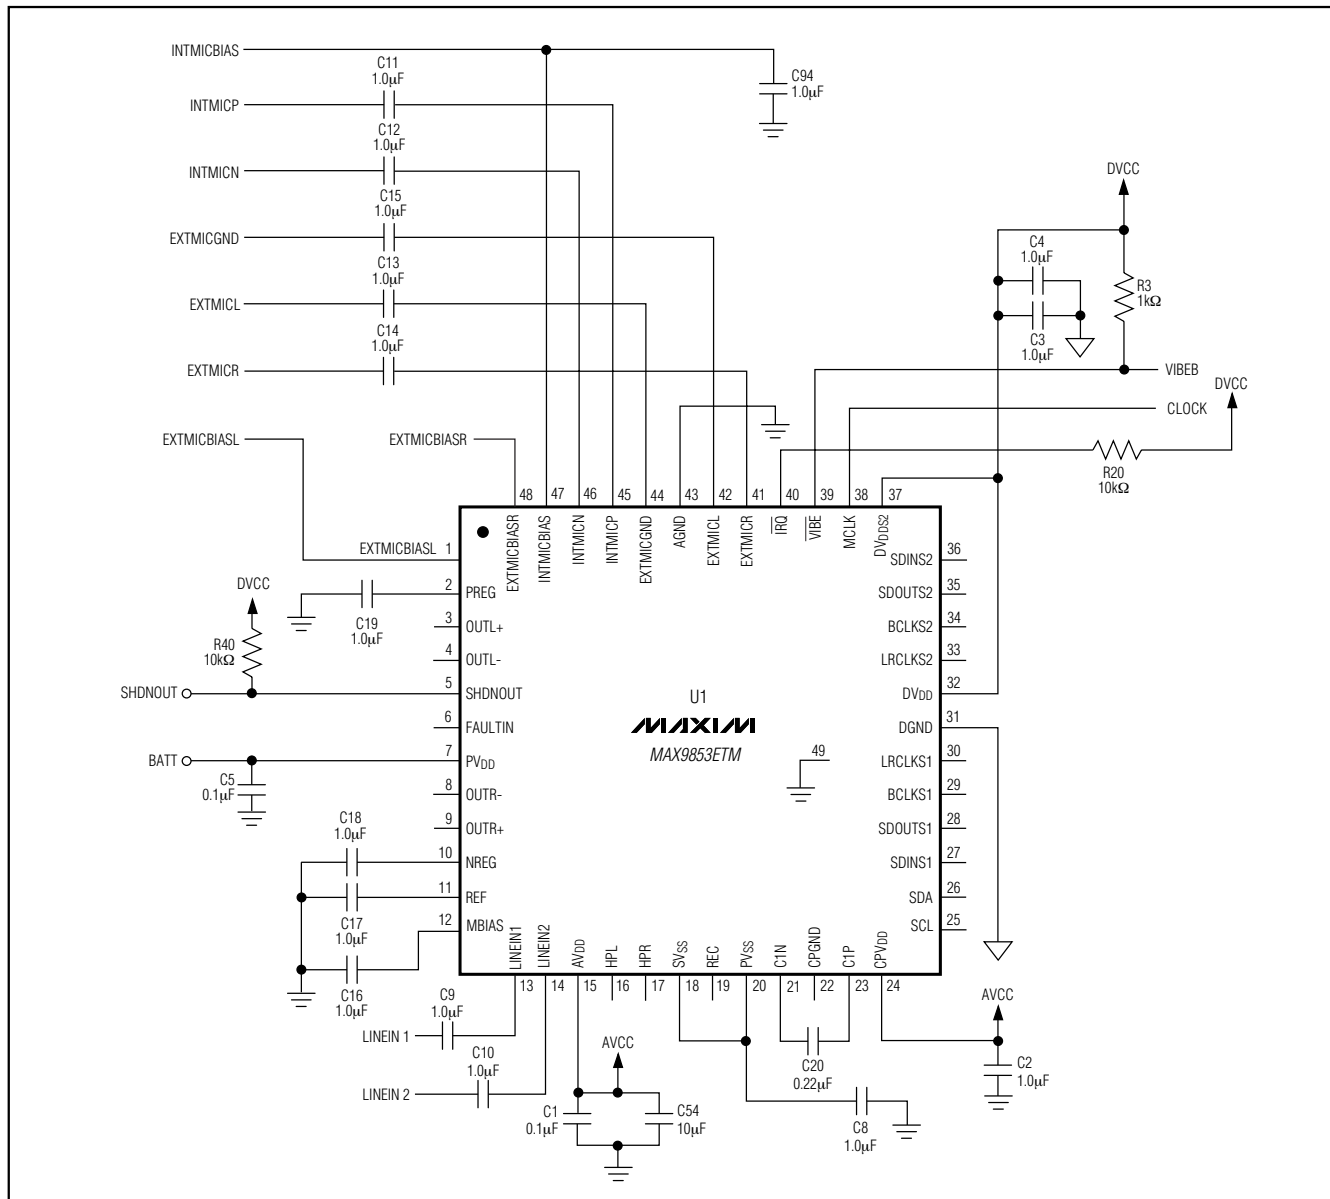 INTMICBIAS
C11
1.0µF
C94
1.0µF
INTMICP
C12
1.0µF
INTMICN
C15
1.0µF
DVCC
EXTMICGND
C4
1.0µF
C13
1.0µF
R3
1kΩ
EXTMICL
C14
1.0µF
C3
1.0µF
EXTMICR
VIBEB
DVCC
CLOCK
EXTMICBIASL
EXTMICBIASR
R20
10kΩ
48
47
46
45
44
43
42
41
40
39
38
37
EXTMICBIASR
INTMICBIAS
INTMICN
INTMICP
EXTMICGND
AGND
EXTMICL
EXTMICR
IRQ
VIBE
MCLK
DVDDS2
EXTMICBIASL 1
2 PREG
3 OUTL+
4 OUTL-
5 SHDNOUT
6 FAULTIN
7 PVDD
8 OUTR-
9 OUTR+
10 NREG
11 REF
12 MBIAS
DVCC
C19
1.0µF
R40
10kΩ
SHDNOUT
BATT
C5
0.1µF
C18
1.0µF
C17
1.0µF
C16
1.0µF
U1
MAXIM
MAX9853ETM
49
SDINS2 36
SDOUTS2 35
BCLKS2 34
LRCLKS2 33
DVDD 32
DGND 31
LRCLKS1 30
BCLKS1 29
SDOUTS1 28
SDINS1 27
SDA 26
SCL 25
LINEIN1
LINEIN2
AVDD
HPL
HPR
SVSS
REC
PVSS
C1N
CPGND
C1P
CPVDD
13
14
15
16
17
18
19
20
21
22
23
24
C9
1.0µF
LINEIN 1
C10
1.0µF
LINEIN 2
AVCC
C1
0.1µF
C54
10µF
C20
0.22µF
C8
1.0µF
AVCC
C2
1.0µF